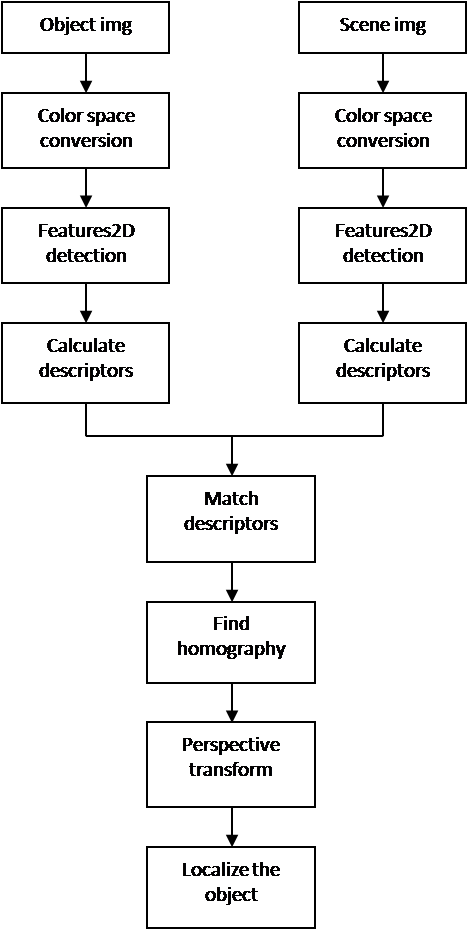 Object img
Scene img
Color space
conversion
Color space
conversion
Features2D
detection
Features2D
detection
Calculate
descriptors
Calculate
descriptors
Match
descriptors
Find
homography
Perspective
transform
Localize the
object